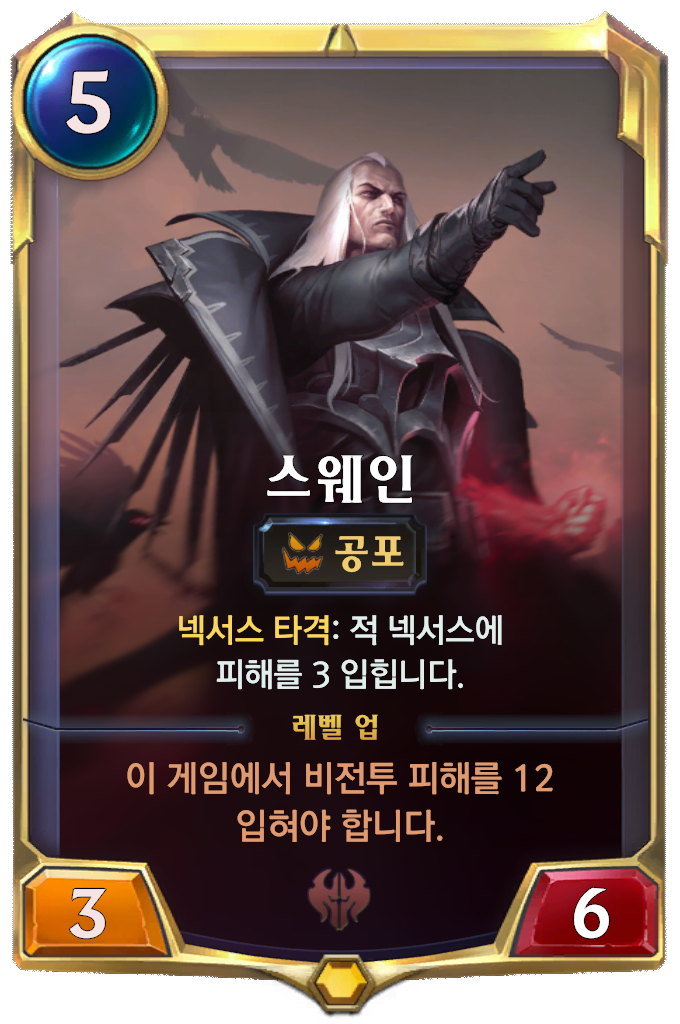 5
스웨인
공포
넥서스 타격: 적 넥서스에
피해를 3 입힙니다.
레벨 업
이 게임에서 비전투 피해를 12
입혀야 합니다.
3
6